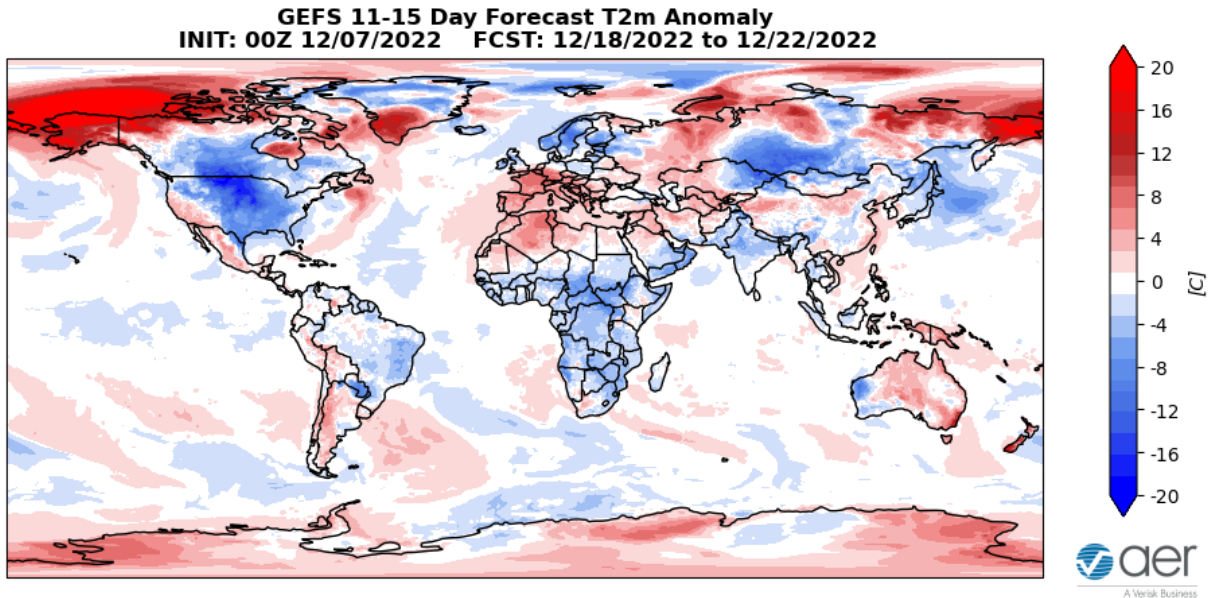 GEFS 11-15 Day Forecast T2m Anomaly
INIT: 00Z 12/07/2022 FCST: 12/18/2022 to 12/22/2022
20
16
12
8
4
0
-4
-8
-12
-16
-20
[C]
aer
A Verisk Business